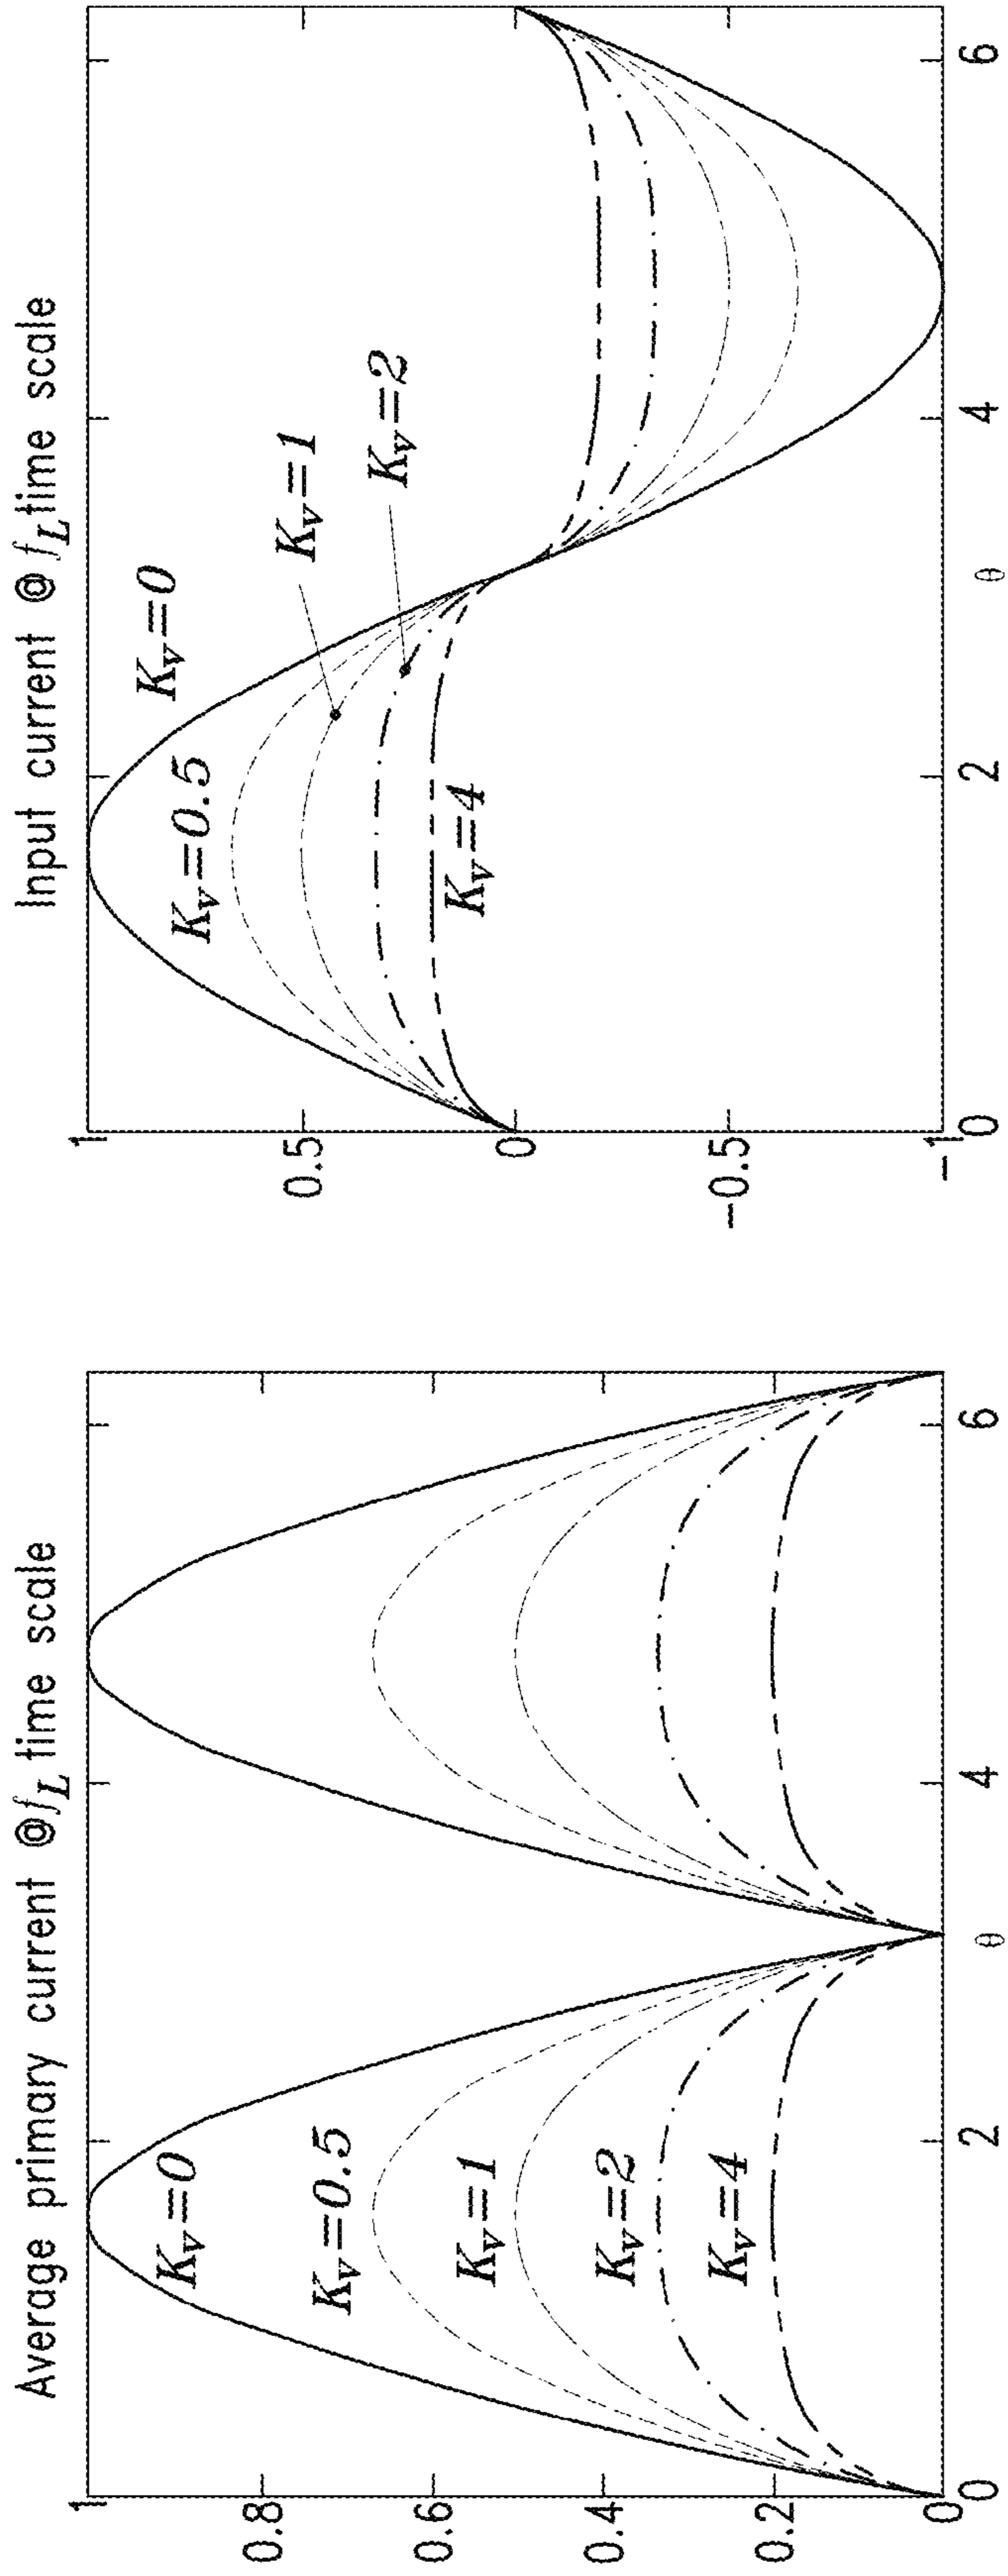 Average primary current @f_L time scale
1
0.8
0.6
0.4
0.2
0
K_v=0
K_v=0.5
K_v=1
K_v=2
K_v=4
0
2
θ
4
6
Input current @ f_L time scale
1
0.5
0
-0.5
-1
K_v=0
K_v=0.5
K_v=1
K_v=2
K_v=4
0
2
θ
4
6